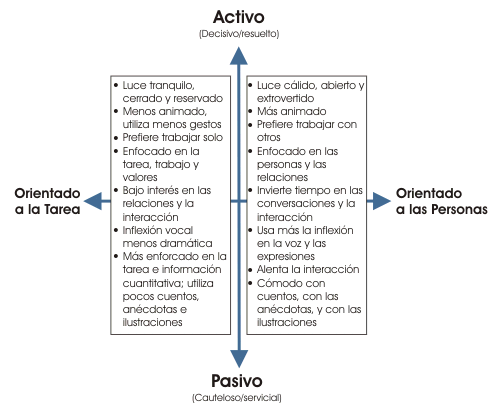 Activo
(Decisivo/resuelto)
• Luce tranquilo,
cerrado y reservado
• Menos animado,
utiliza menos gestos
• Prefiere trabajar solo
• Enfocado en la
tarea, trabajo y
valores
• Bajo interés en las
relaciones y la
interacción
• Inflexión vocal
menos dramática
• Más enforcado en la
tarea e información
cuantitativa; utiliza
pocos cuentos,
anécdotas e
ilustraciones
• Luce cálido, abierto y
extrovertido
• Más animado
• Prefiere trabajar con
otros
• Enfocado en las
personas y las
relaciones
• Invierte tiempo en las
conversaciones y la
interacción
• Usa más la inflexión
en la voz y las
expresiones
• Alenta la interacción
• Cómodo con
cuentos, con las
anécdotas, y con las
ilustraciones
Orientado
a la Tarea
Orientado
a las Personas
Pasivo
(Cauteloso/servicial)